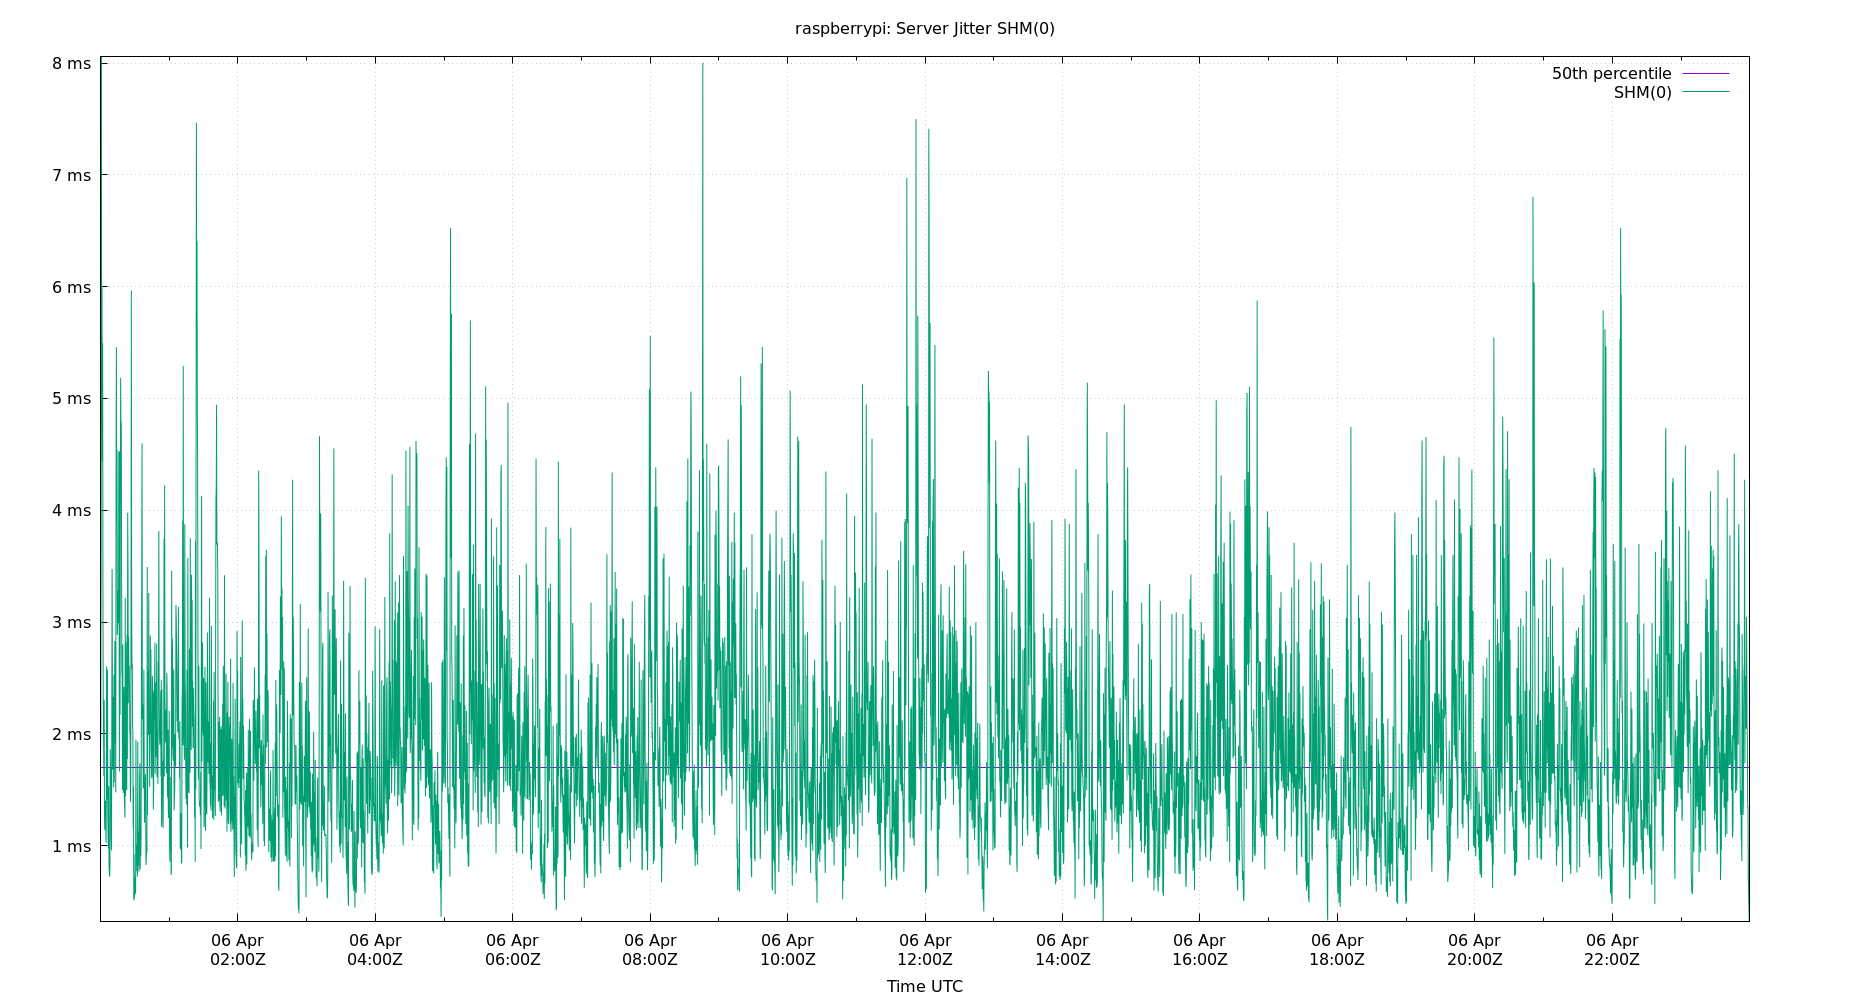 raspberrypi: Server Jitter SHM(0)
8 ms
50th percentile
SHM(0)
7 ms
6 ms
5 ms
4 ms
3 ms
2 ms
1 ms
06 Apr 06 Apr 06 Apr 06 Apr 06 Apr 06 Apr 06 Apr 06 Apr 06 Apr 06 Apr 06 Apr
02:00Z 04:00Z 06:00Z 08:00Z 10:00Z 12:00Z 14:00Z 16:00Z 18:00Z 20:00Z 22:00Z
Time UTC